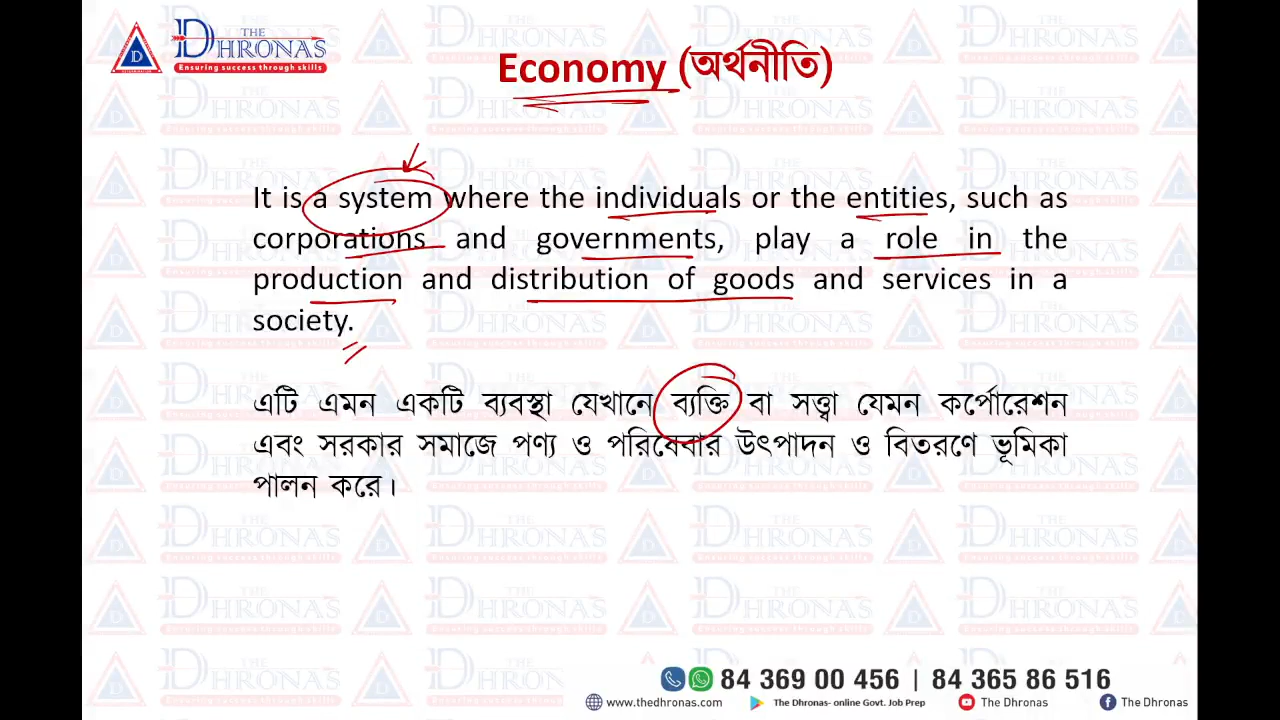 THE
DHRONAS
Ensuring success through skills
Economy (অর্থনীতি)
It is a system where the individuals or the entities, such as
corporations and governments, play a role in the
production and distribution of goods and services in a
society.
এটি এমন একটি ব্যবস্থা যেখানে ব্যক্তি বা সত্ত্বা যেমন কর্পোরেশন
এবং সরকার সমাজে পণ্য ও পরিষেবার উৎপাদন ও বিতরণে ভূমিকা
পালন করে।
84 369 00 456 | 84 365 86 516
www.thedhronas.com The Dhronas- online Govt. Job Prep The Dhronas The Dhronas